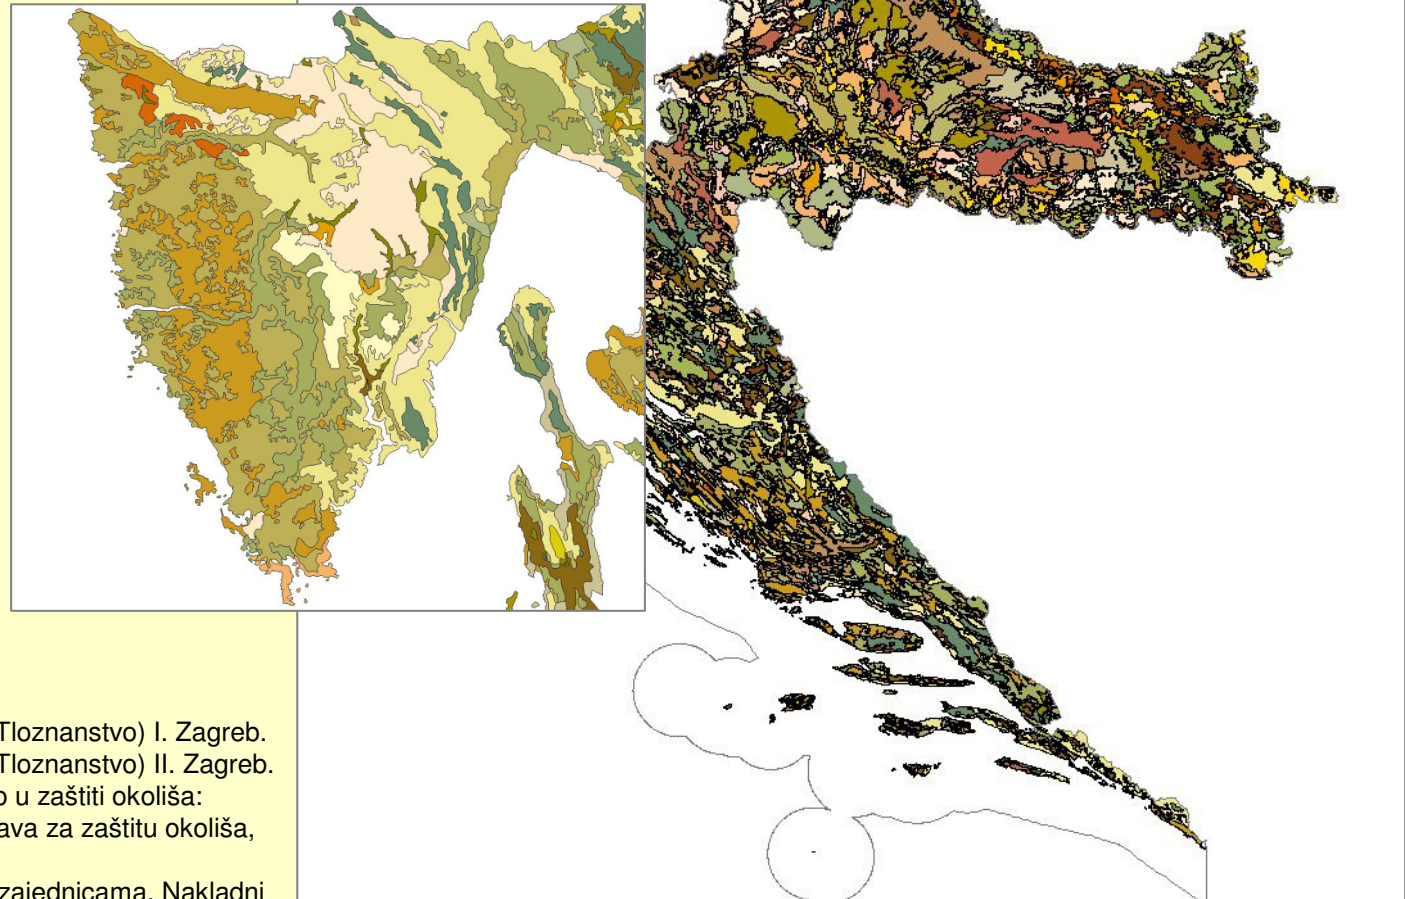 Tloznanstvo) I. Zagreb.
Tloznanstvo) II. Zagreb.
o u zaštiti okoliša:
ava za zaštitu okoliša,
zajednicama. Nakladni